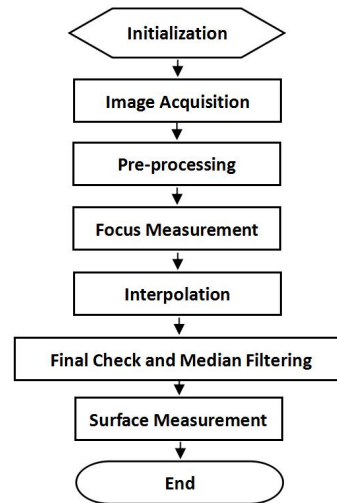 Initialization
Image Acquisition
Pre-processing
Focus Measurement
Interpolation
Final Check and Median Filtering
Surface Measurement
End